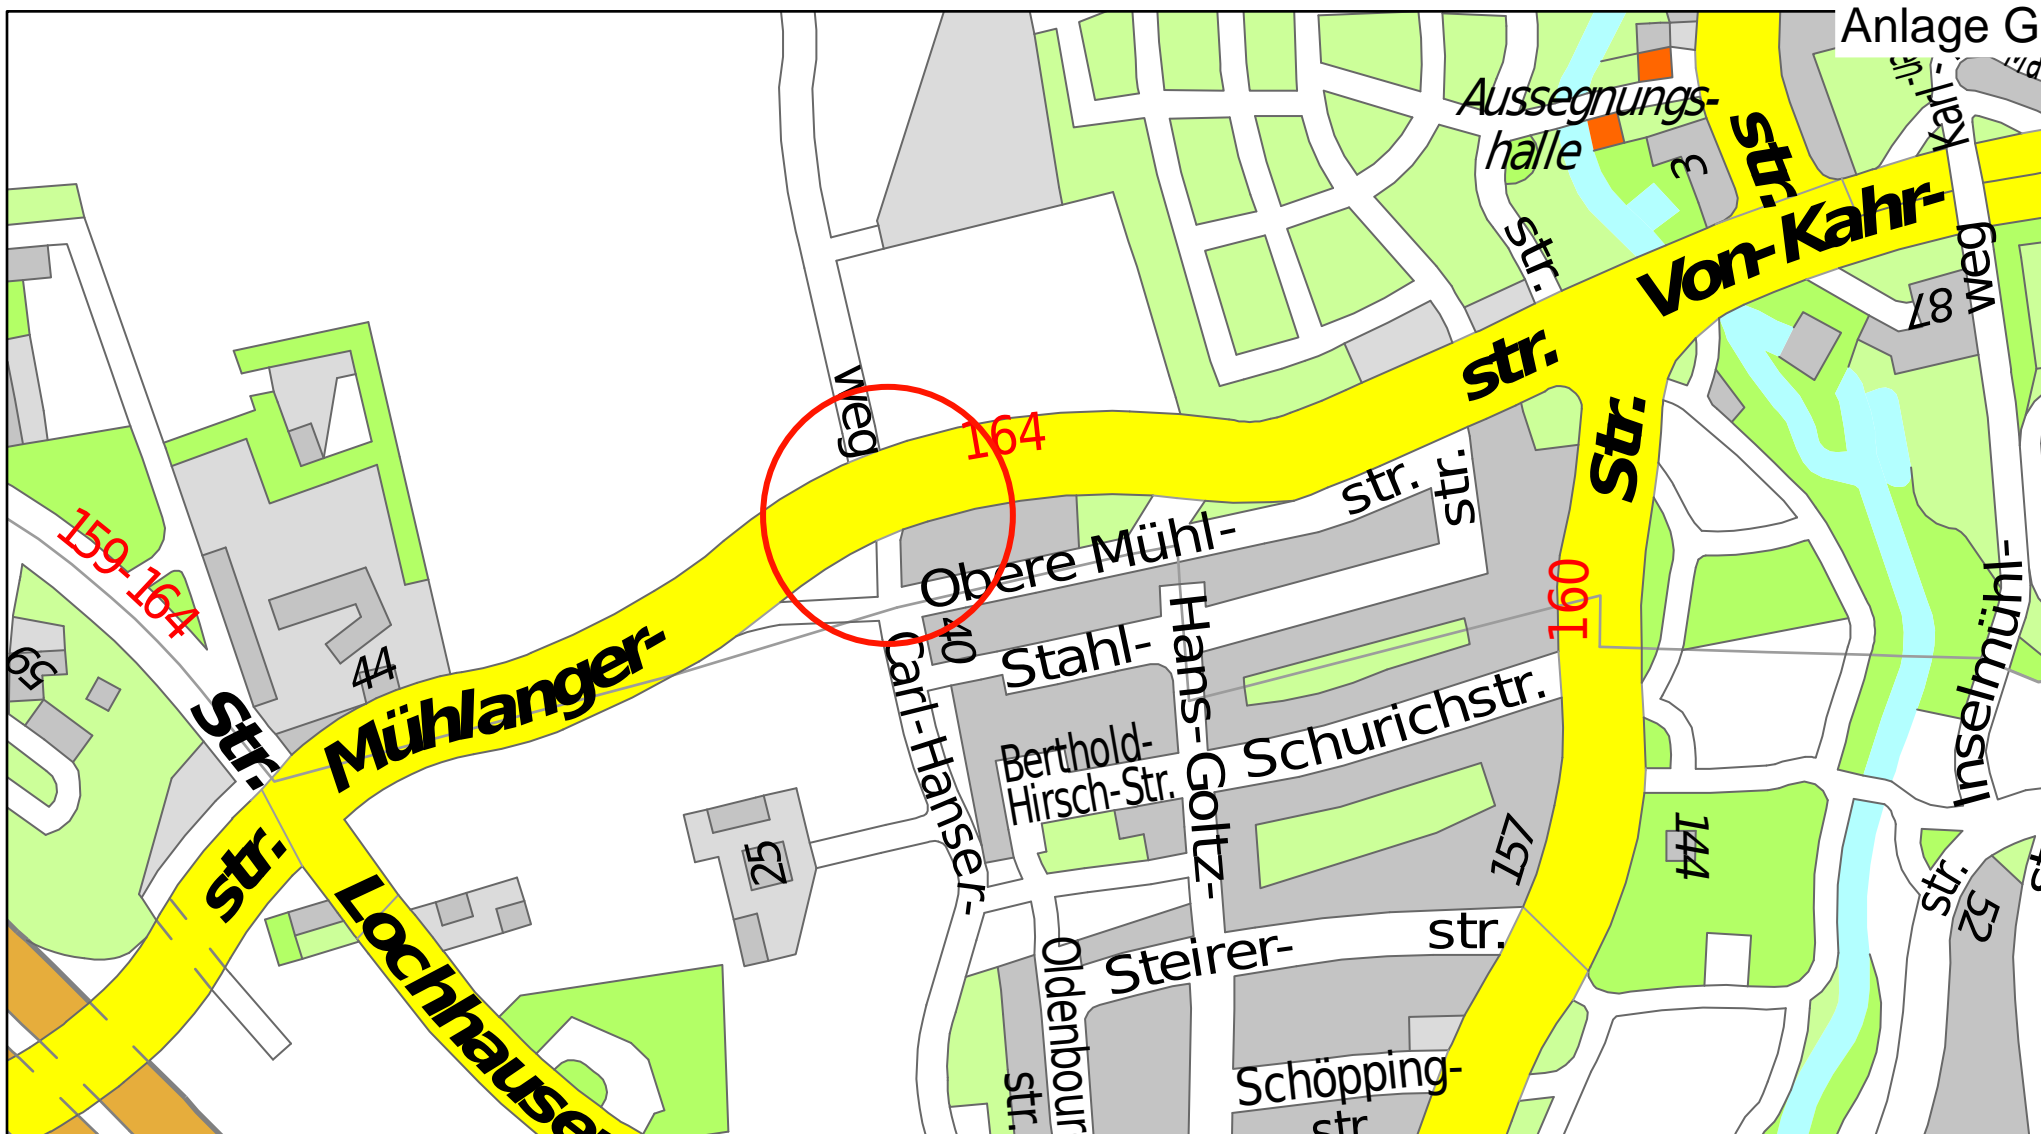 Anlage G
Aussegnungs-
halle
3
str.
Karl-
str.
Von-Kahr-
weg
87
str.
weg
164
Str.
str.
str.
159-164
Obere Mühl-
160
59
44
Str.
Mühlanger-
40
Stahl-
Hans-Goltz-
Inselmühl-
Carl-Hanser-
Schurichstr.
Berthold-
Hirsch-Str.
25
157
144
str.
str.
52
Lochhauser
Oldenbour
Steirer-
str.
str.
Schöpping-
str